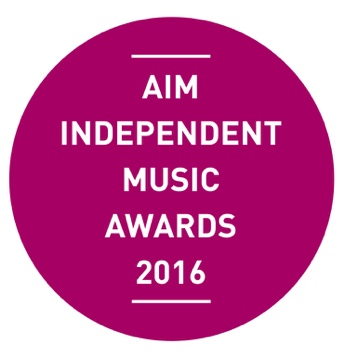 AIM
INDEPENDENT
MUSIC
AWARDS
2016